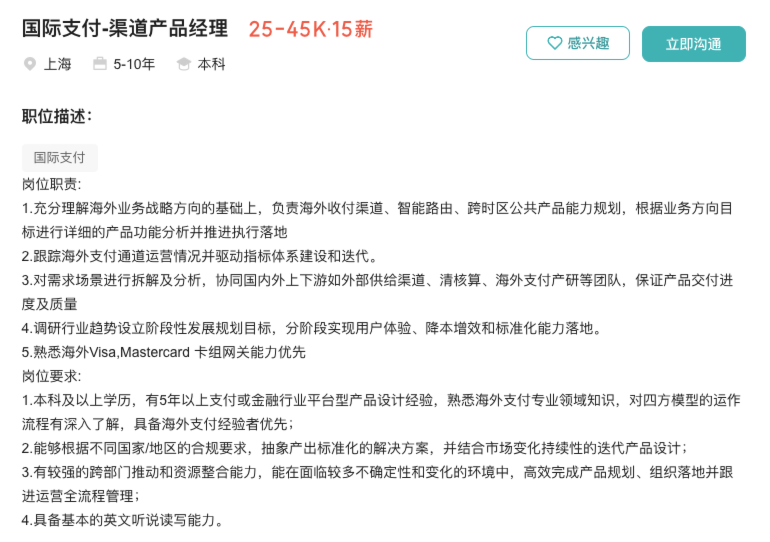 国际支付-渠道产品经理 25-45K·15薪
感兴趣
立即沟通
上海 5-10年 本科
职位描述：
国际支付
岗位职责:
1.充分理解海外业务战略方向的基础上，负责海外收付渠道、智能路由、跨时区公共产品能力规划，根据业务方向目
标进行详细的产品功能分析并推进执行落地
2.跟踪海外支付通道运营情况并驱动指标体系建设和迭代。
3.对需求场景进行拆解及分析，协同国内外上下游如外部供给渠道、清核算、海外支付产研等团队，保证产品交付进
度及质量
4.调研行业趋势设立阶段性发展规划目标，分阶段实现用户体验、降本增效和标准化能力落地。
5.熟悉海外Visa,Mastercard 卡组网关能力优先
岗位要求:
1.本科及以上学历，有5年以上支付或金融行业平台型产品设计经验，熟悉海外支付专业领域知识，对四方模型的运作
流程有深入了解，具备海外支付经验者优先；
2.能够根据不同国家/地区的合规要求，抽象产出标准化的解决方案，并结合市场变化持续性的迭代产品设计；
3.有较强的跨部门推动和资源整合能力，能在面临较多不确定性和变化的环境中，高效完成产品规划、组织落地并跟
进运营全流程管理；
4.具备基本的英文听说读写能力。